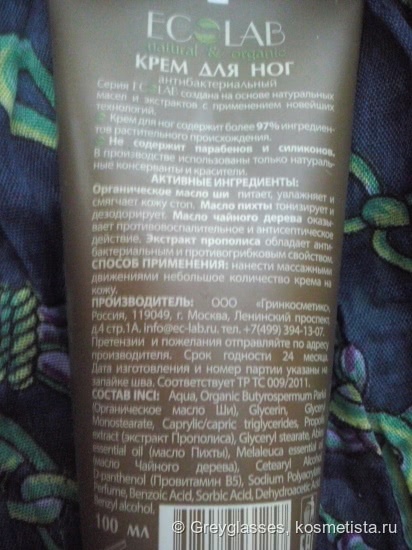 ECOLAB
natural & organic
КРЕМ ДЛЯ НОГ
антибактериальный
Серия ECOLAB создана на основе натуральных
масел и экстрактов с применением новейших
технологий.
Крем для ног содержит более 97% ингредиен-
тов растительного происхождения.
Не содержит парабенов и силиконов.
В производстве использованы только натураль-
ные консерванты и красители.
АКТИВНЫЕ ИНГРЕДИЕНТЫ:
Органическое масло ши питает, увлажняет и
смягчает кожу стоп. Масло пихты тонизирует и
дезодорирует. Масло чайного дерева оказы-
вает противовоспалительное и антисептическое
действие. Экстракт прополиса обладает анти-
бактериальным и противогрибковым свойством.
СПОСОБ ПРИМЕНЕНИЯ: нанести массажными
движениями небольшое количество крема на
кожу.
ПРОИЗВОДИТЕЛЬ: ООО «Гринкосметикс»,
Россия, 119049, г. Москва, Ленинский проспект
д.4 стр.1А. info@ec-lab.ru, тел.+7(499) 394-13-07.
Претензии и пожелания отправляйте по адресу
производителя. Срок годности 24 месяца.
Дата изготовления и номер партии указаны на
запайке шва. Соответствует ТР ТС 009/2011.
СОСТАВ INCI: Aqua, Organic Butyrospermum Parkii
(Органическое масло Ши), Glycerin,
Monostearate, Caprylic/capric triglycerides,
(экстракт Прополиса), Glyceryl stearate,
essential oil (масло Пихты), Melaleuca essential
(масло Чайного дерева), Cetearyl
D-panthenol (Провитамин B5), Sodium
Perfume, Benzoic Acid, Sorbic Acid, Dehydroacetic
Benzyl alcohol.
100 мл
© Greyglasses, kosmetista.ru